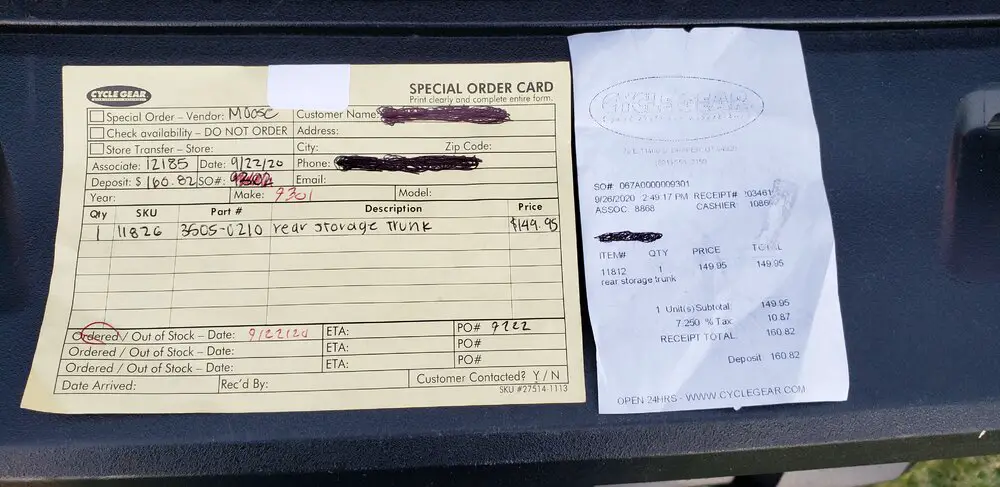 CYCLE GEAR
SPECIAL ORDER CARD
Print clearly and complete entire form.
Special Order – Vendor: MOOSE
Customer Name:
Check availability – DO NOT ORDER
Address:
Store Transfer – Store:
City: Zip Code:
Associate: 12185 Date: 9/22/20
Phone:
Deposit: $ 160.82 SO#:
Email:
Year: Make: 9301 Model:
Qty SKU Part # Description Price
1 11826 3505-0210 rear storage trunk $149.95
Ordered / Out of Stock – Date: 9/22/20 ETA: PO# 9222
Ordered / Out of Stock – Date: ETA: PO#
Ordered / Out of Stock – Date: ETA: PO#
Date Arrived: Rec'd By: Customer Contacted? Y / N
SKU #27514-1113
CYCLE GEAR
SO# 067A0000009301
9/26/2020 2:49:17 PM RECEIPT#
ASSOC: 8868 CASHIER
ITEM# QTY PRICE TOTAL
11812 1 149.95 149.95
rear storage trunk
1 Unit(s) Subtotal: 149.95
7.250 % Tax: 10.87
RECEIPT TOTAL: 160.82
Deposit 160.82
OPEN 24HRS - WWW.CYCLEGEAR.COM